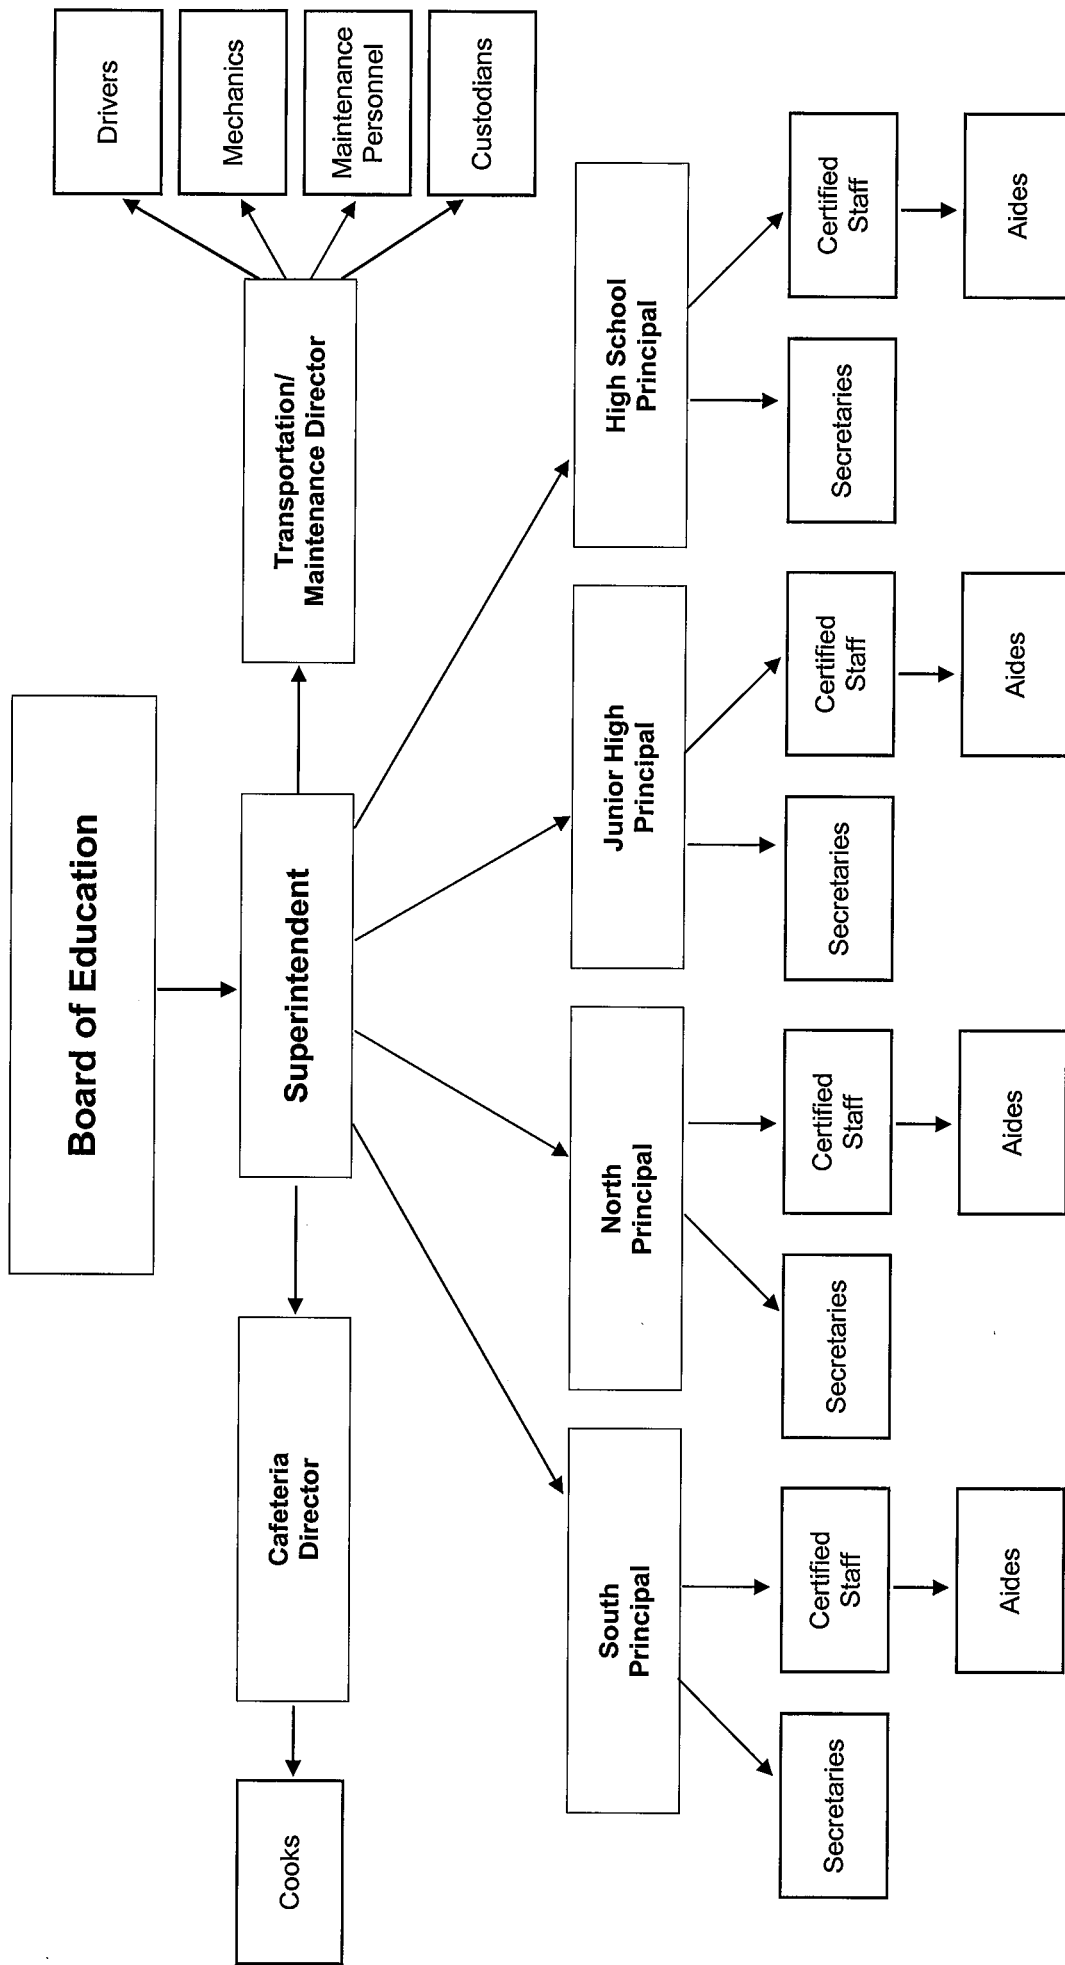 Board of Education
Cooks
Cafeteria
Director
Superintendent
Transportation/
Maintenance Director
Drivers
Mechanics
Maintenance
Personnel
Custodians
South
Principal
North
Principal
Junior High
Principal
High School
Principal
Secretaries
Certified
Staff
Secretaries
Certified
Staff
Secretaries
Certified
Staff
Secretaries
Certified
Staff
Aides
Aides
Aides
Aides